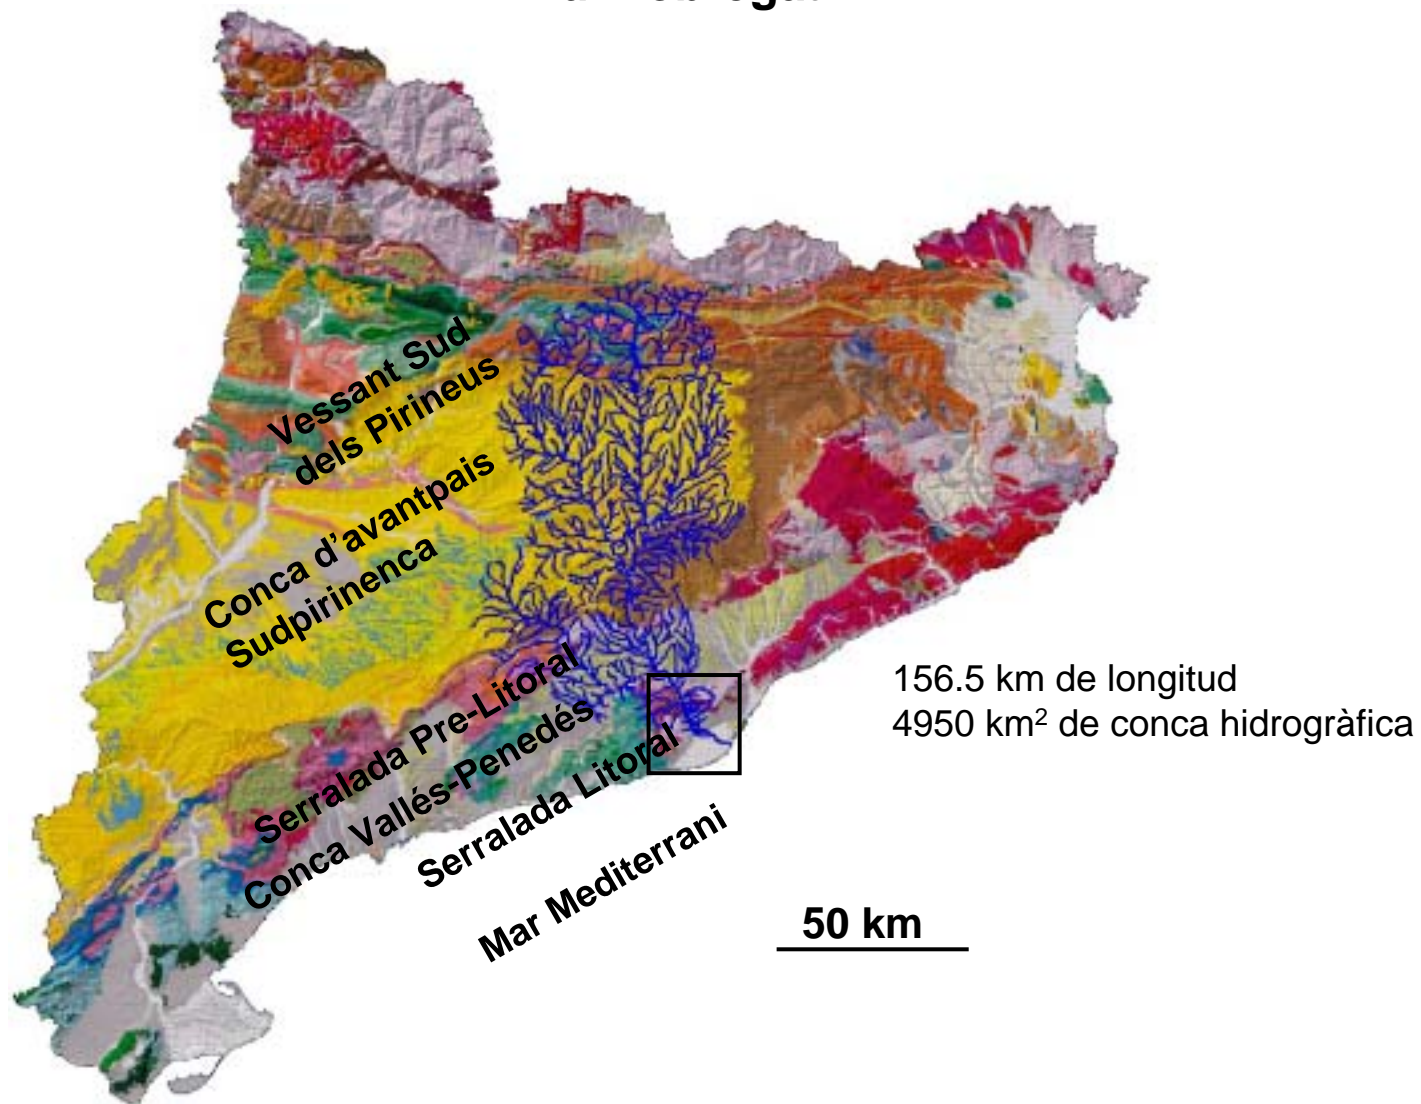 Vessant Sud
dels Pirineus
Conca d’avantpais
Sudpirinenca
156.5 km de longitud
4950 km² de conca hidrogràfica
Serralada Pre-Litoral
Conca Vallés-Penedés
Serralada Litoral
Mar Mediterrani
50 km